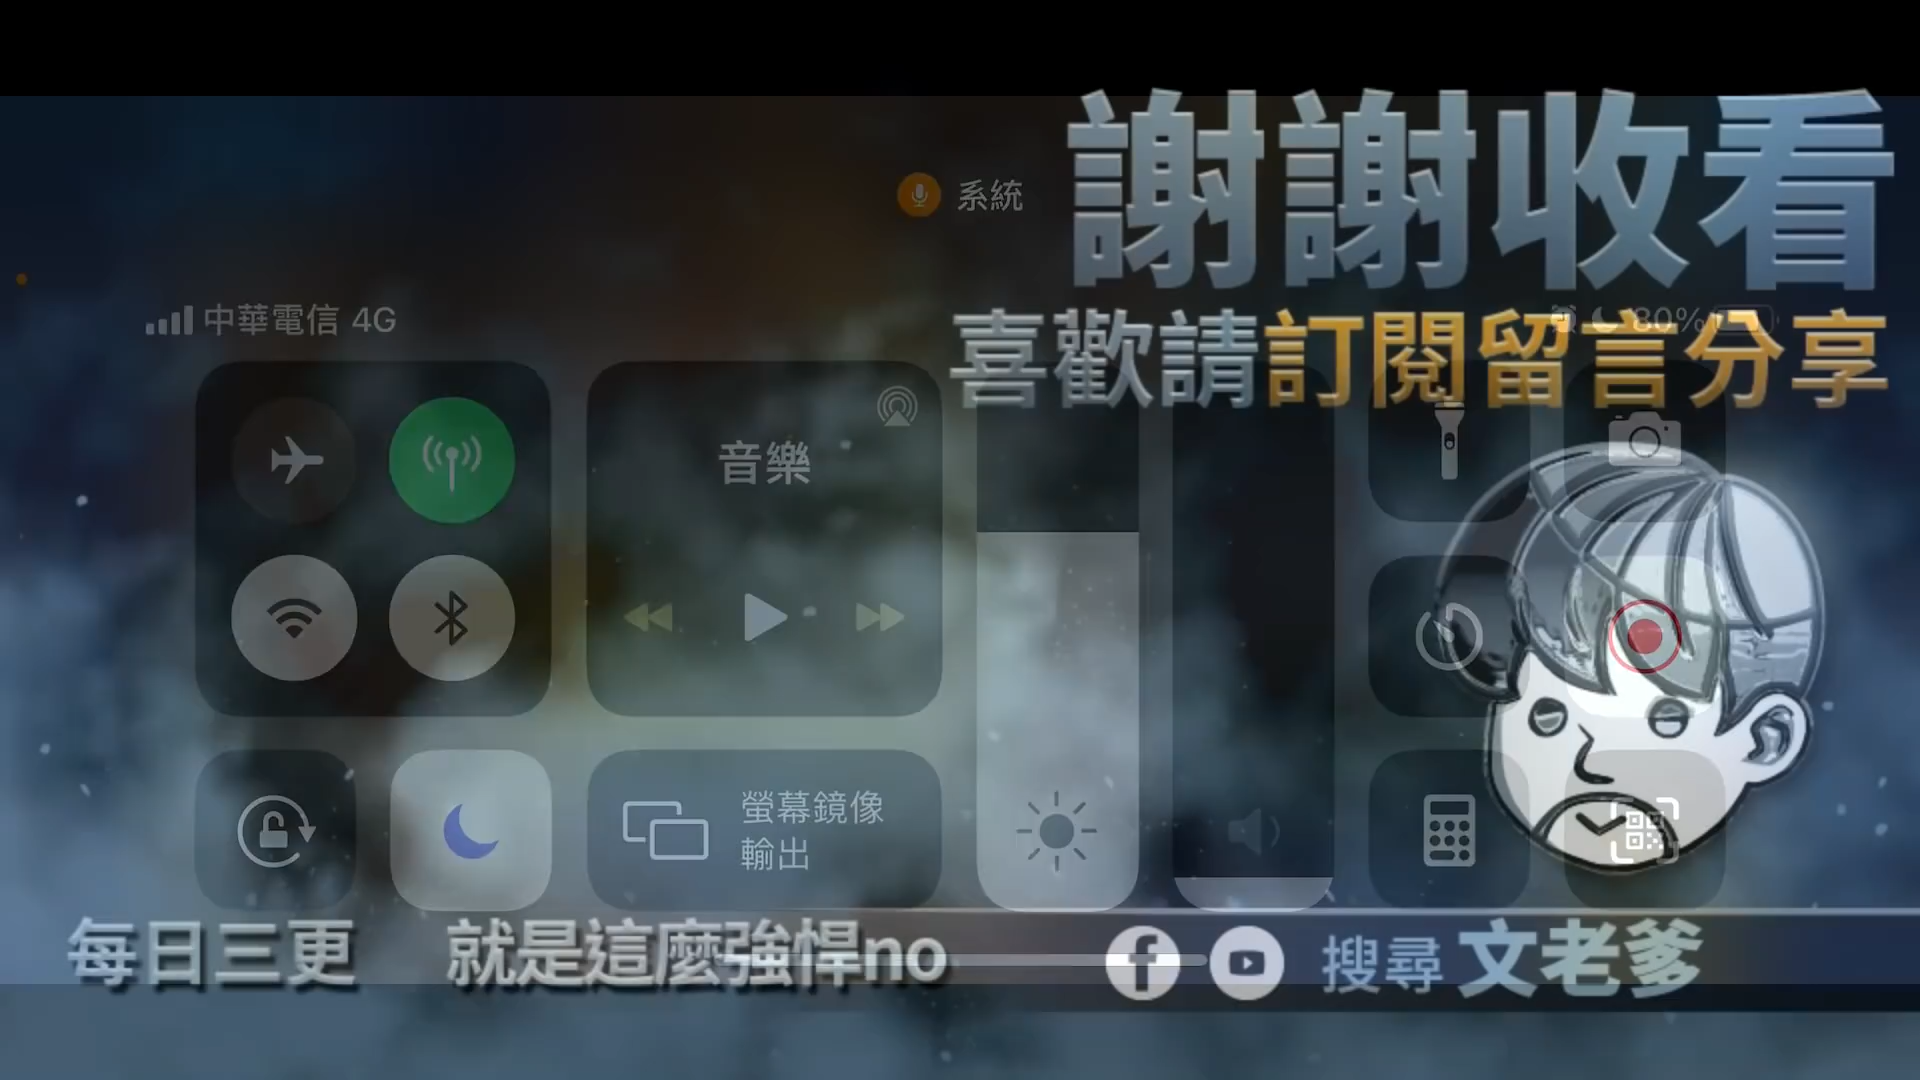 謝謝收看
系統
中華電信 4G
80%
喜歡請訂閱留言分享
音樂
螢幕鏡像
輸出
每日三更 就是這麼強悍no
搜尋 文老爹